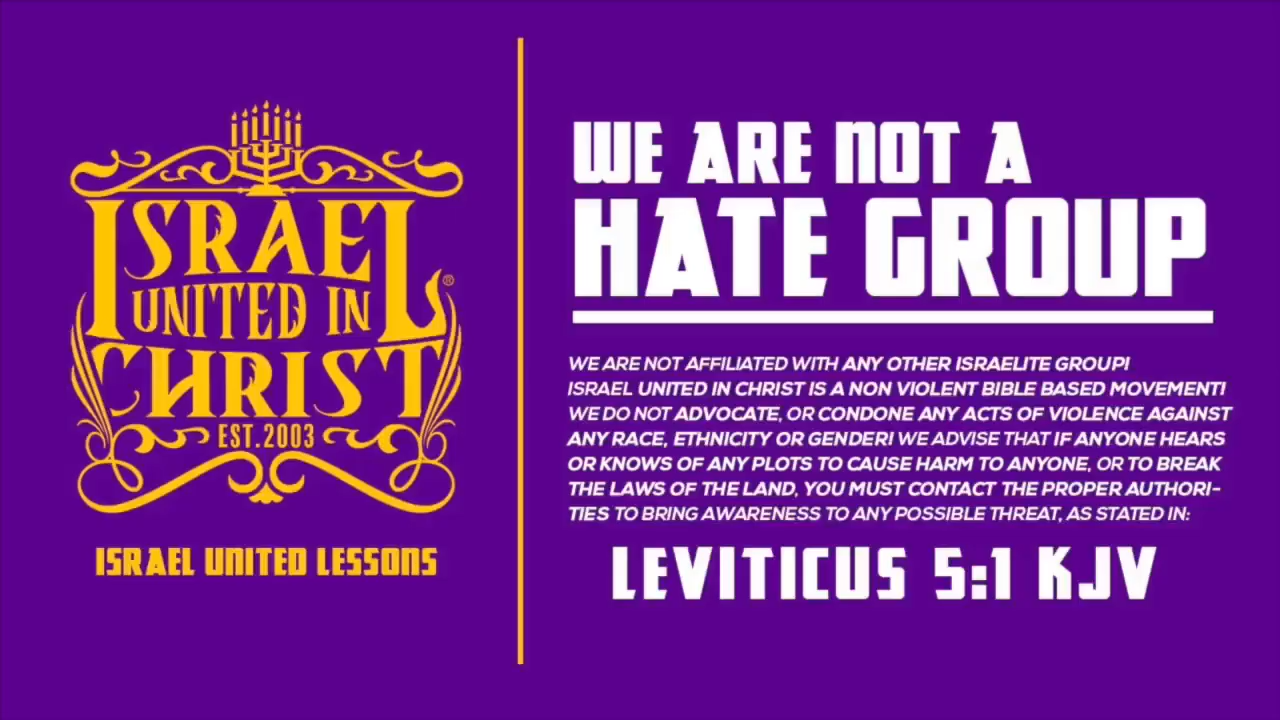 ISRAEL
UNITED IN
CHRIST
®
EST.2003
ISRAEL UNITED LESSONS
WE ARE NOT A
HATE GROUP
WE ARE NOT AFFILIATED WITH ANY OTHER ISRAELITE GROUP!
ISRAEL UNITED IN CHRIST IS A NON VIOLENT BIBLE BASED MOVEMENT!
WE DO NOT ADVOCATE, OR CONDONE ANY ACTS OF VIOLENCE AGAINST
ANY RACE, ETHNICITY OR GENDER! WE ADVISE THAT IF ANYONE HEARS
OR KNOWS OF ANY PLOTS TO CAUSE HARM TO ANYONE, OR TO BREAK
THE LAWS OF THE LAND, YOU MUST CONTACT THE PROPER AUTHORI-
TIES TO BRING AWARENESS TO ANY POSSIBLE THREAT, AS STATED IN:
LEVITICUS 5:1 KJV